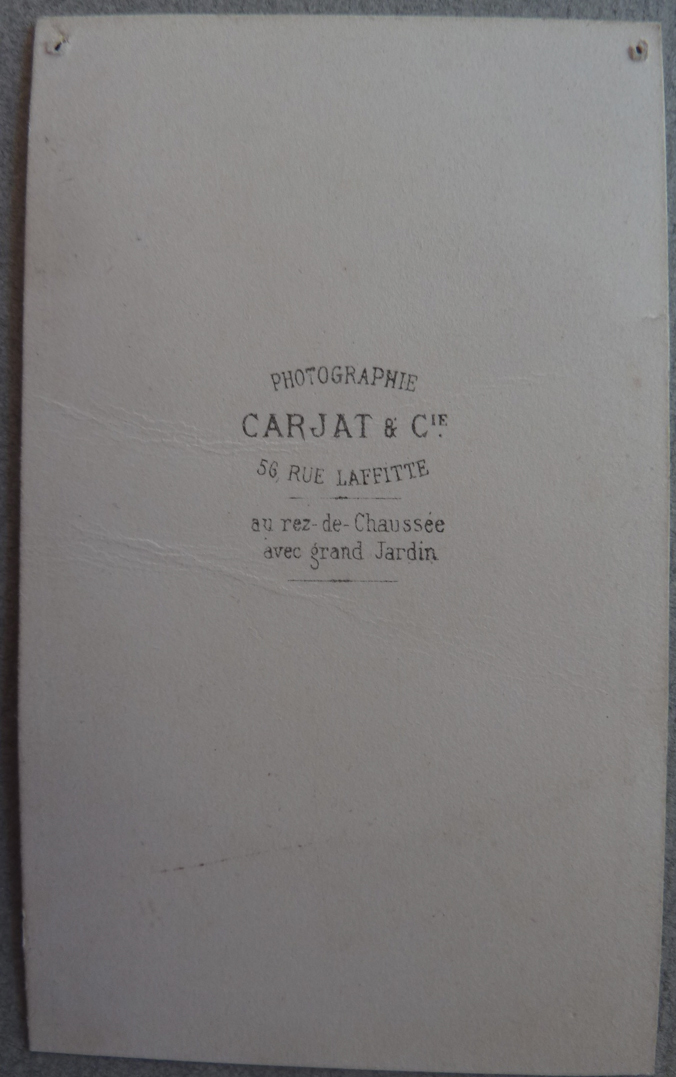 PHOTOGRAPHIE
CARJAT & CIE.
56, RUE LAFFITTE
au rez-de-Chaussée
avec grand Jardin